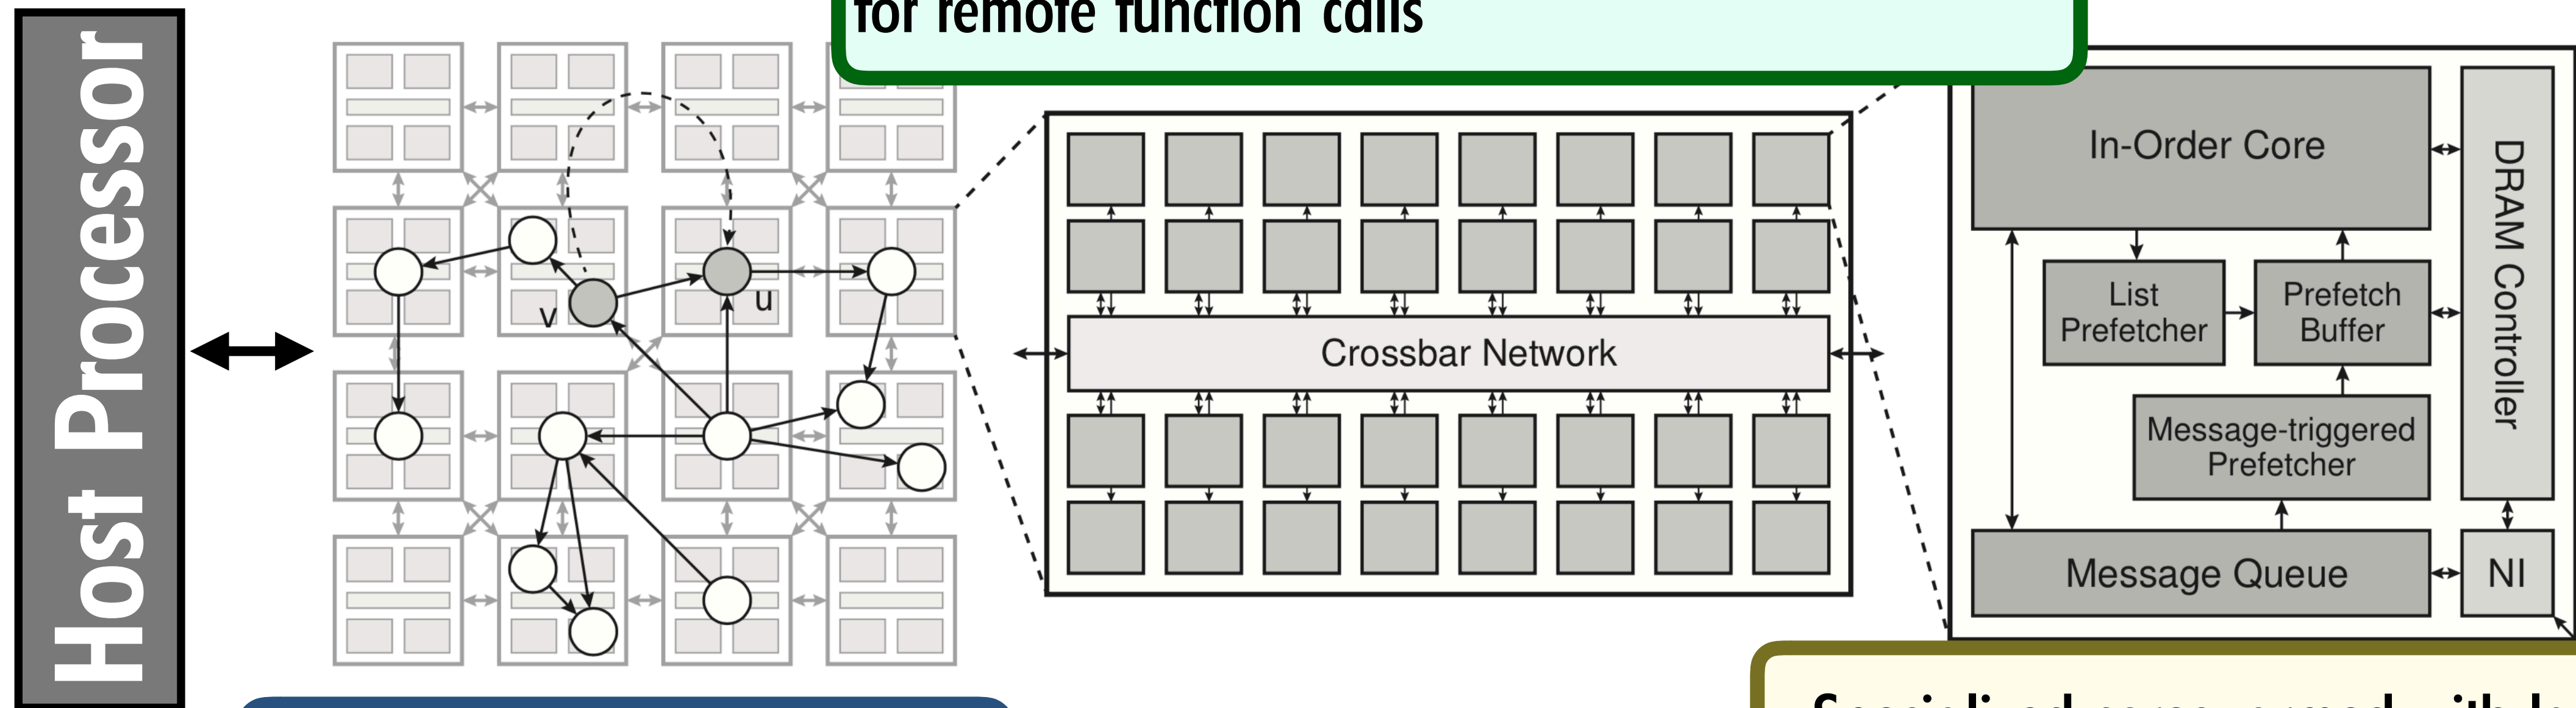 for remote function calls
Host Processor
v
u
Crossbar Network
In-Order Core
DRAM Controller
List
Prefetcher
Prefetch
Buffer
Message-triggered
Prefetcher
Message Queue
NI